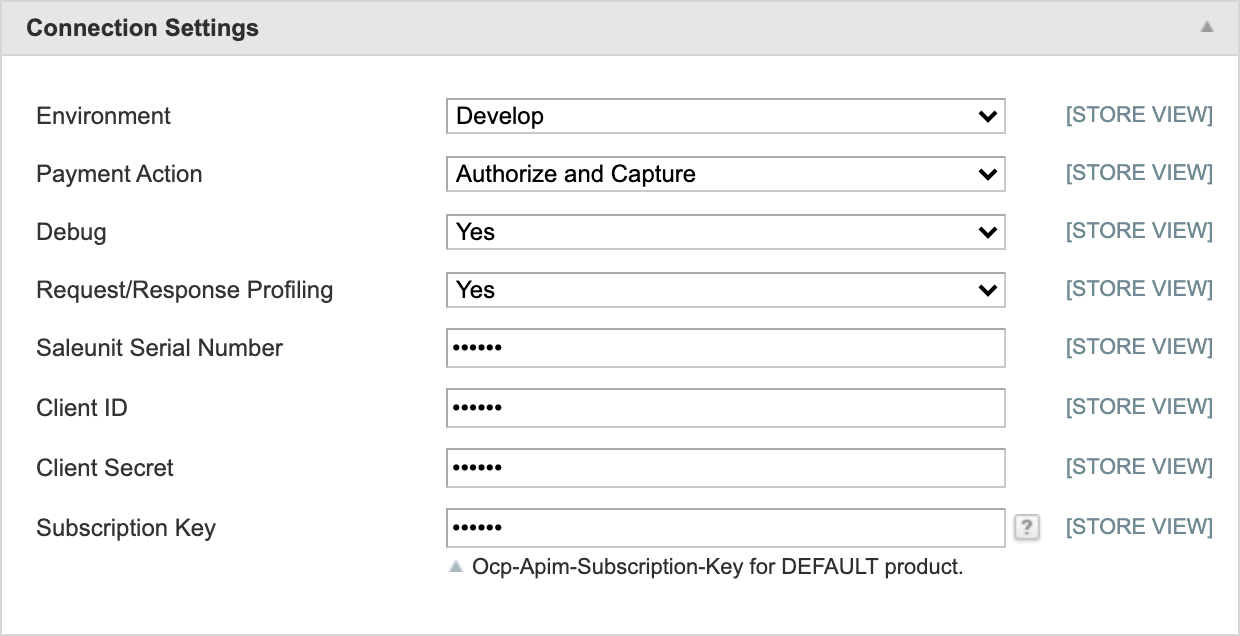 Connection Settings
Environment Develop [STORE VIEW]
Payment Action Authorize and Capture [STORE VIEW]
Debug Yes [STORE VIEW]
Request/Response Profiling Yes [STORE VIEW]
Saleunit Serial Number •••••• [STORE VIEW]
Client ID •••••• [STORE VIEW]
Client Secret •••••• [STORE VIEW]
Subscription Key •••••• ? [STORE VIEW]
Ocp-Apim-Subscription-Key for DEFAULT product.